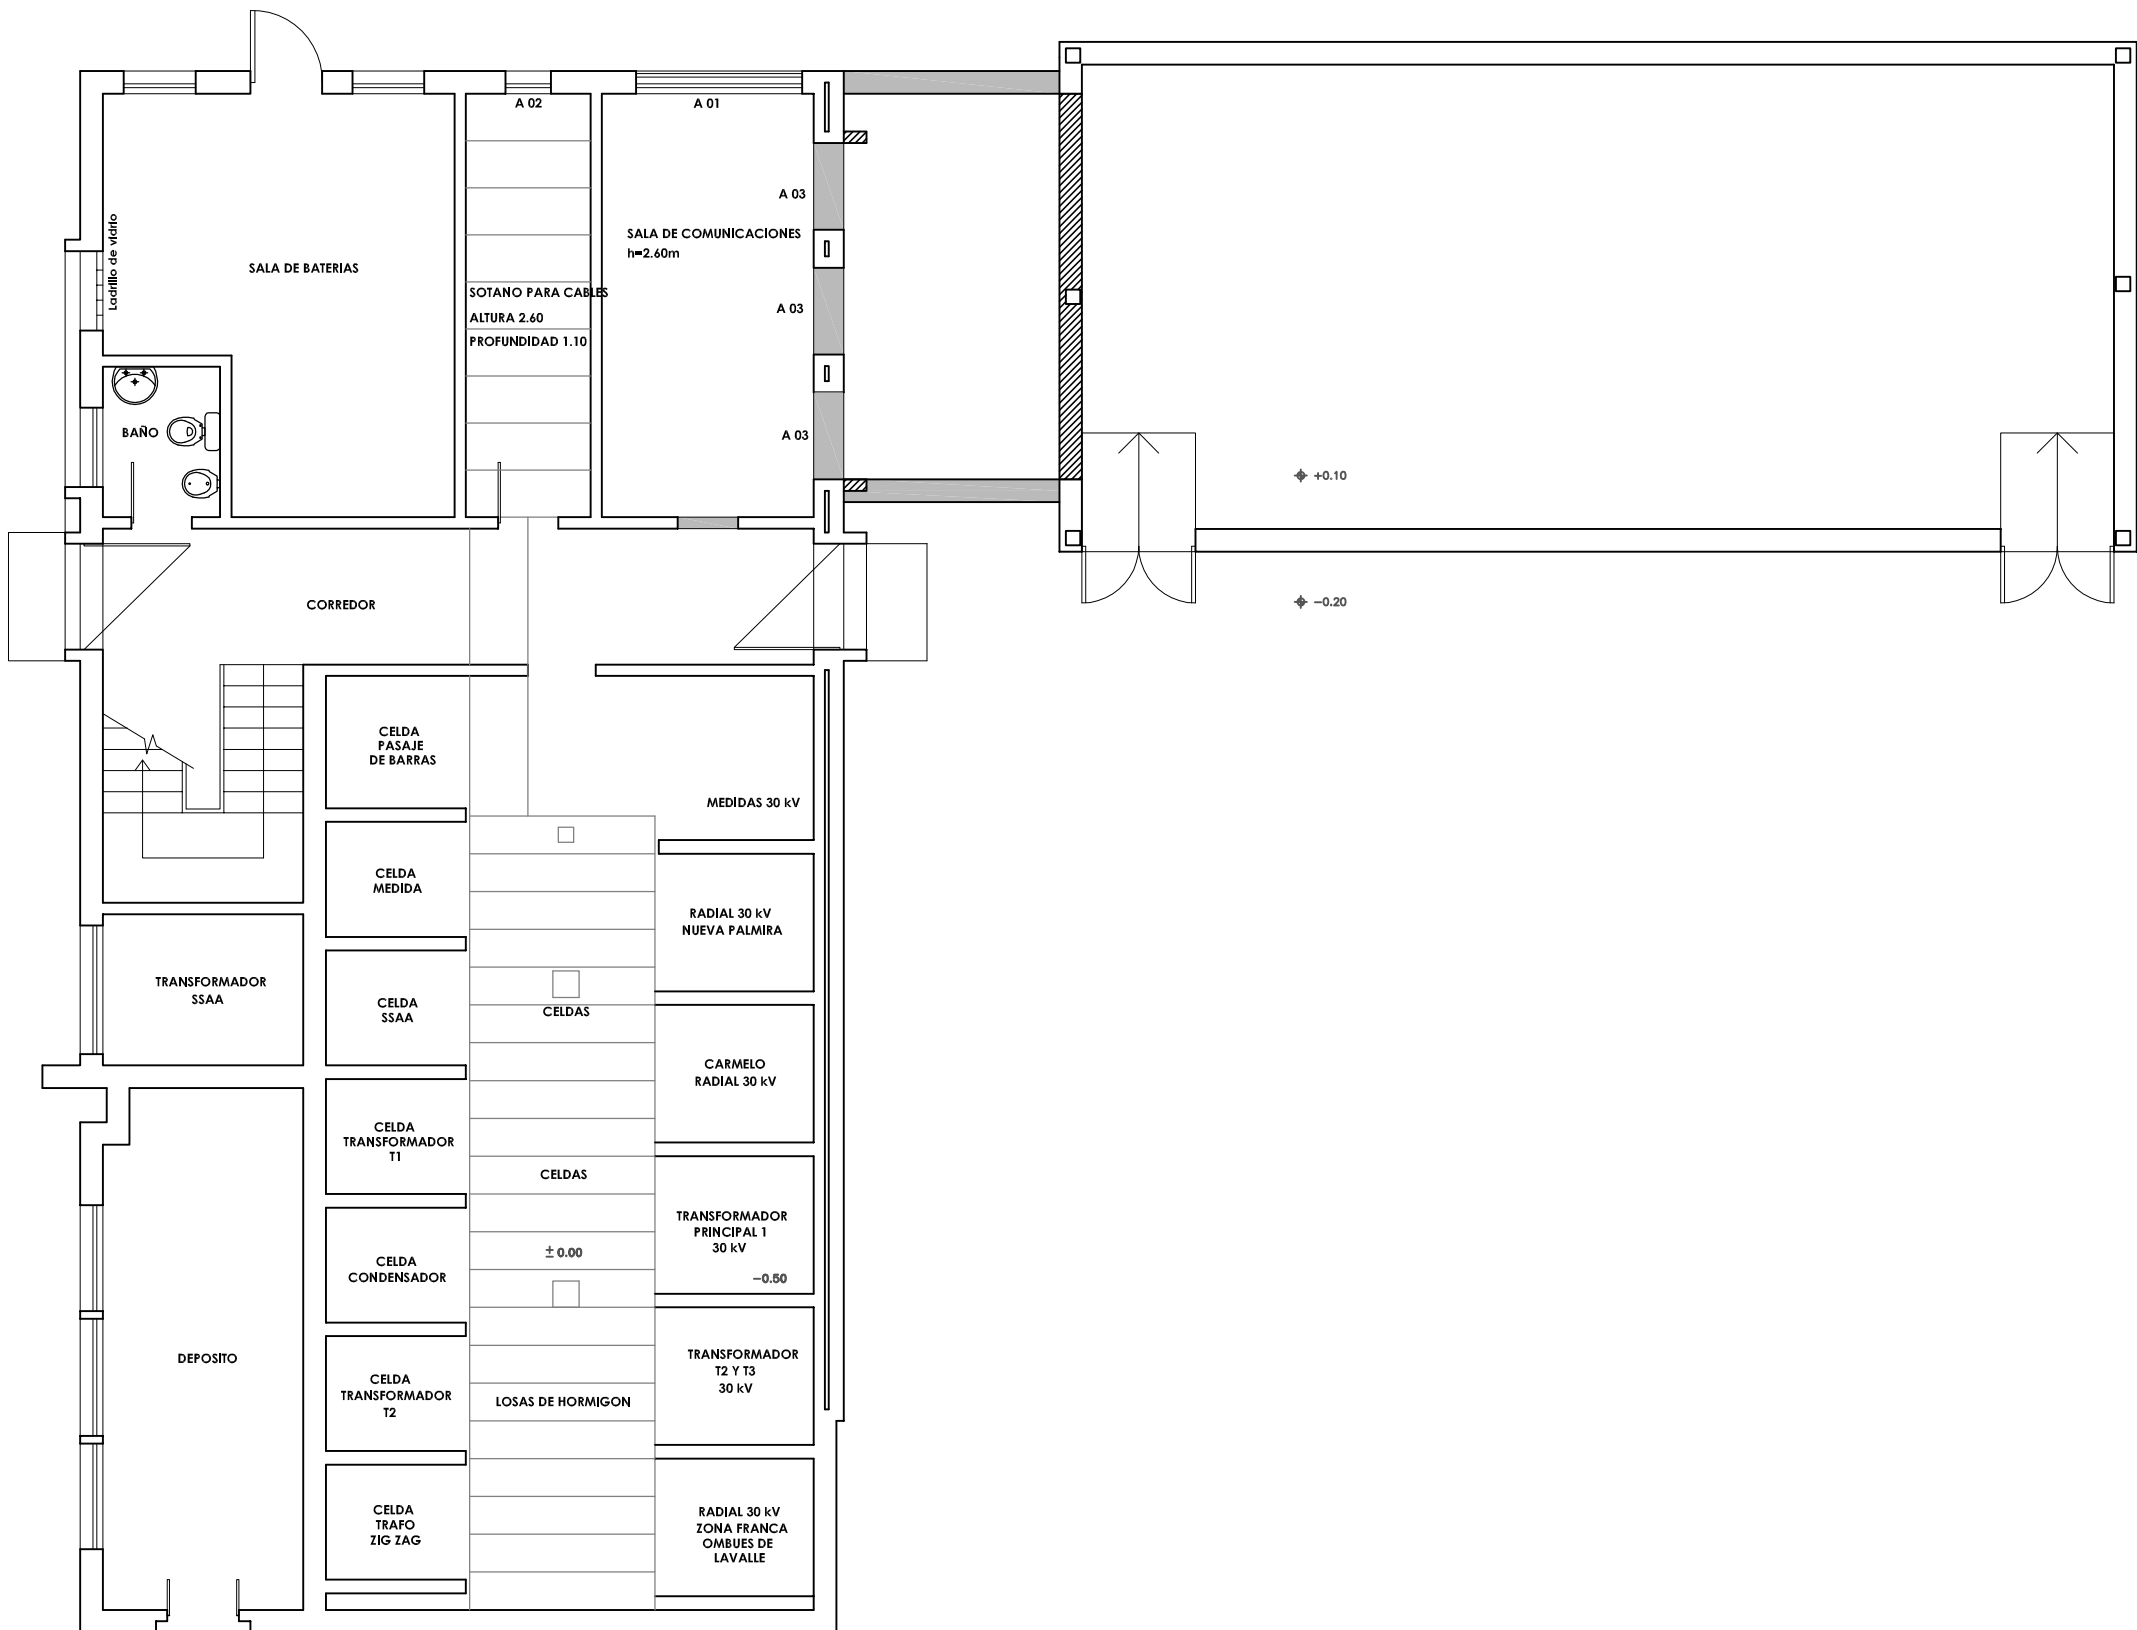 A 02
A 01
A 03
Ladrillo de vidrio
SALA DE COMUNICACIONES
h=2.60m
SALA DE BATERIAS
SOTANO PARA CABLES
ALTURA 2.60
PROFUNDIDAD 1.10
A 03
BAÑO
A 03
+0.10
−0.20
CORREDOR
CELDA
PASAJE
DE BARRAS
MEDIDAS 30 kV
CELDA
MEDIDA
RADIAL 30 kV
NUEVA PALMIRA
TRANSFORMADOR
SSAA
CELDA
SSAA
CELDAS
CARMELO
RADIAL 30 kV
CELDA
TRANSFORMADOR
T1
CELDAS
TRANSFORMADOR
PRINCIPAL 1
30 kV
−0.50
± 0.00
CELDA
CONDENSADOR
DEPOSITO
CELDA
TRANSFORMADOR
T2
LOSAS DE HORMIGON
TRANSFORMADOR
T2 Y T3
30 kV
CELDA
TRAFO
ZIG ZAG
RADIAL 30 kV
ZONA FRANCA
OMBUES DE
LAVALLE